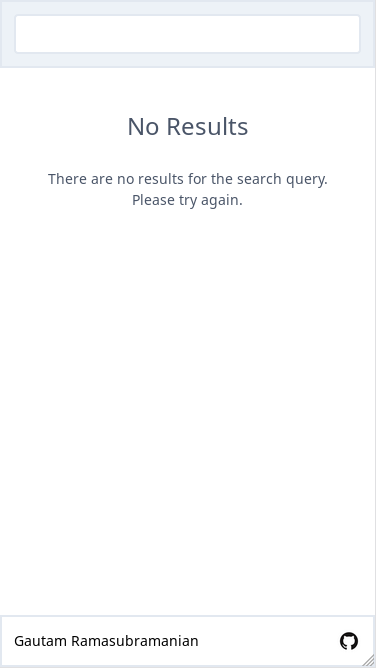 No Results
There are no results for the search query.
Please try again.
Gautam Ramasubramanian